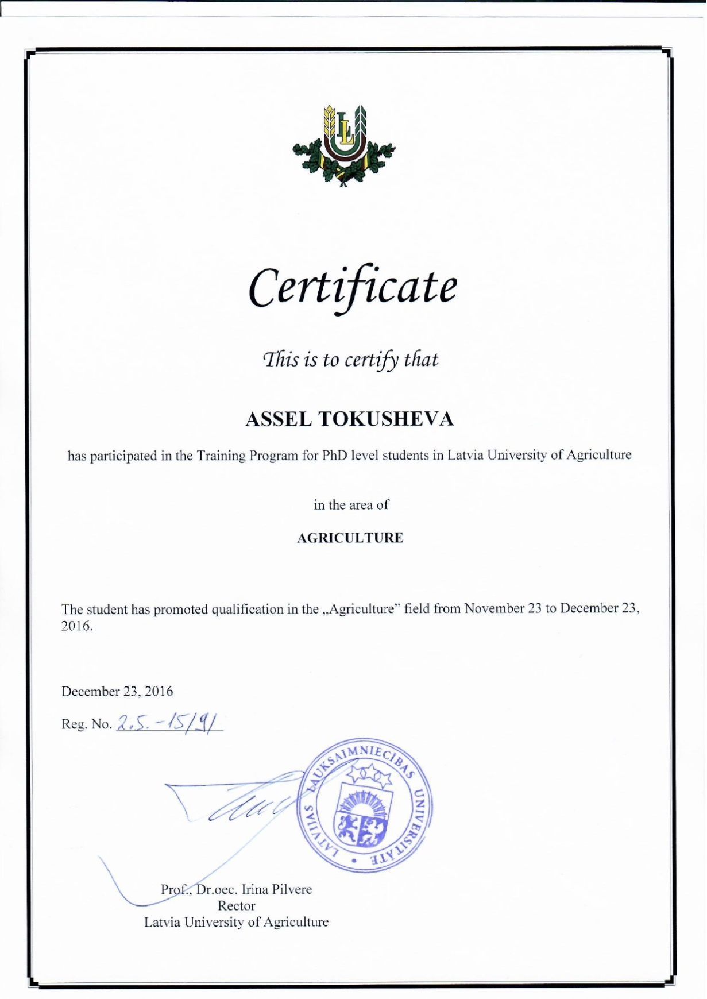 LLU
Certificate
This is to certify that
ASSEL TOKUSHEVA
has participated in the Training Program for PhD level students in Latvia University of Agriculture
in the area of
AGRICULTURE
The student has promoted qualification in the „Agriculture” field from November 23 to December 23,
2016.
December 23, 2016
Reg. No. 2.5.-15/91
LATVIJAS LAUKSAIMNIECĪBAS UNIVERSITĀTE
Prof., Dr.oec. Irina Pilvere
Rector
Latvia University of Agriculture